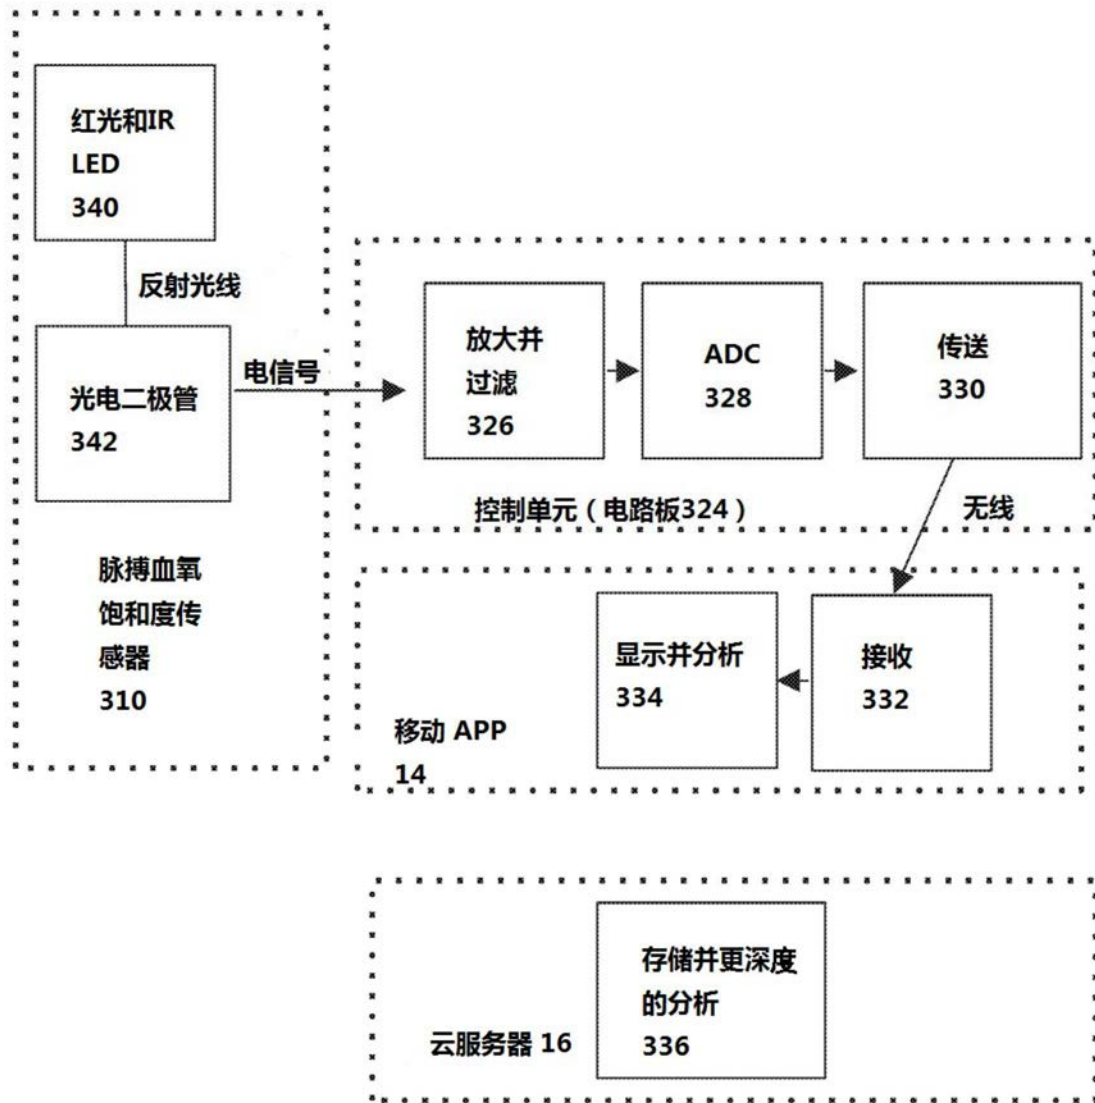 红光和IR
LED
340
反射光线
光电二极管
342
电信号
脉搏血氧
饱和度传
感器
310
放大并
过滤
326
ADC
328
传送
330
控制单元（电路板324）
无线
显示并分析
334
接收
332
移动 APP
14
存储并更深度
的分析
336
云服务器 16